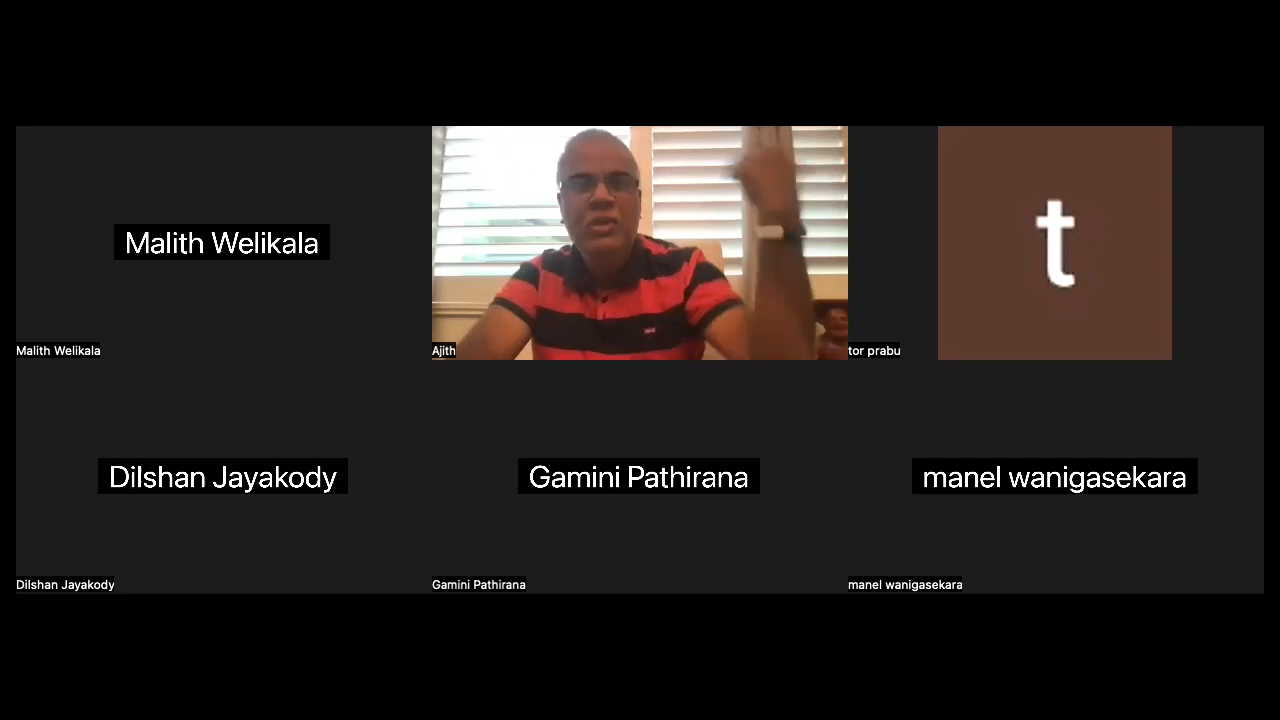 Malith Welikala
Malith Welikala
Ajith
t
tor prabu
Dilshan Jayakody
Gamini Pathirana
manel wanigasekara
Dilshan Jayakody
Gamini Pathirana
manel wanigasekara